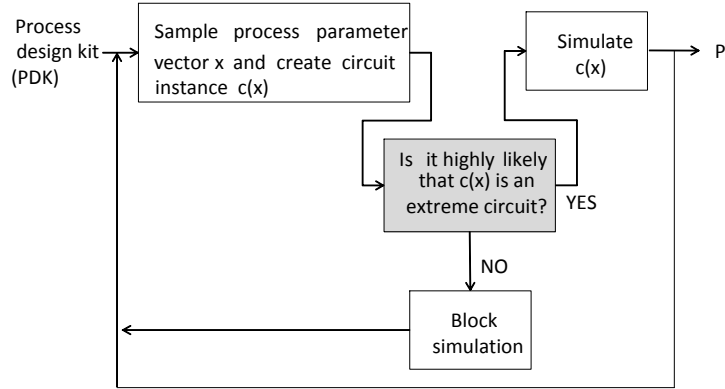 Process
design kit
(PDK)
Sample process parameter
vector x and create circuit
instance c(x)
Simulate
c(x)
P
Is it highly likely
that c(x) is an
extreme circuit?
YES
NO
Block
simulation